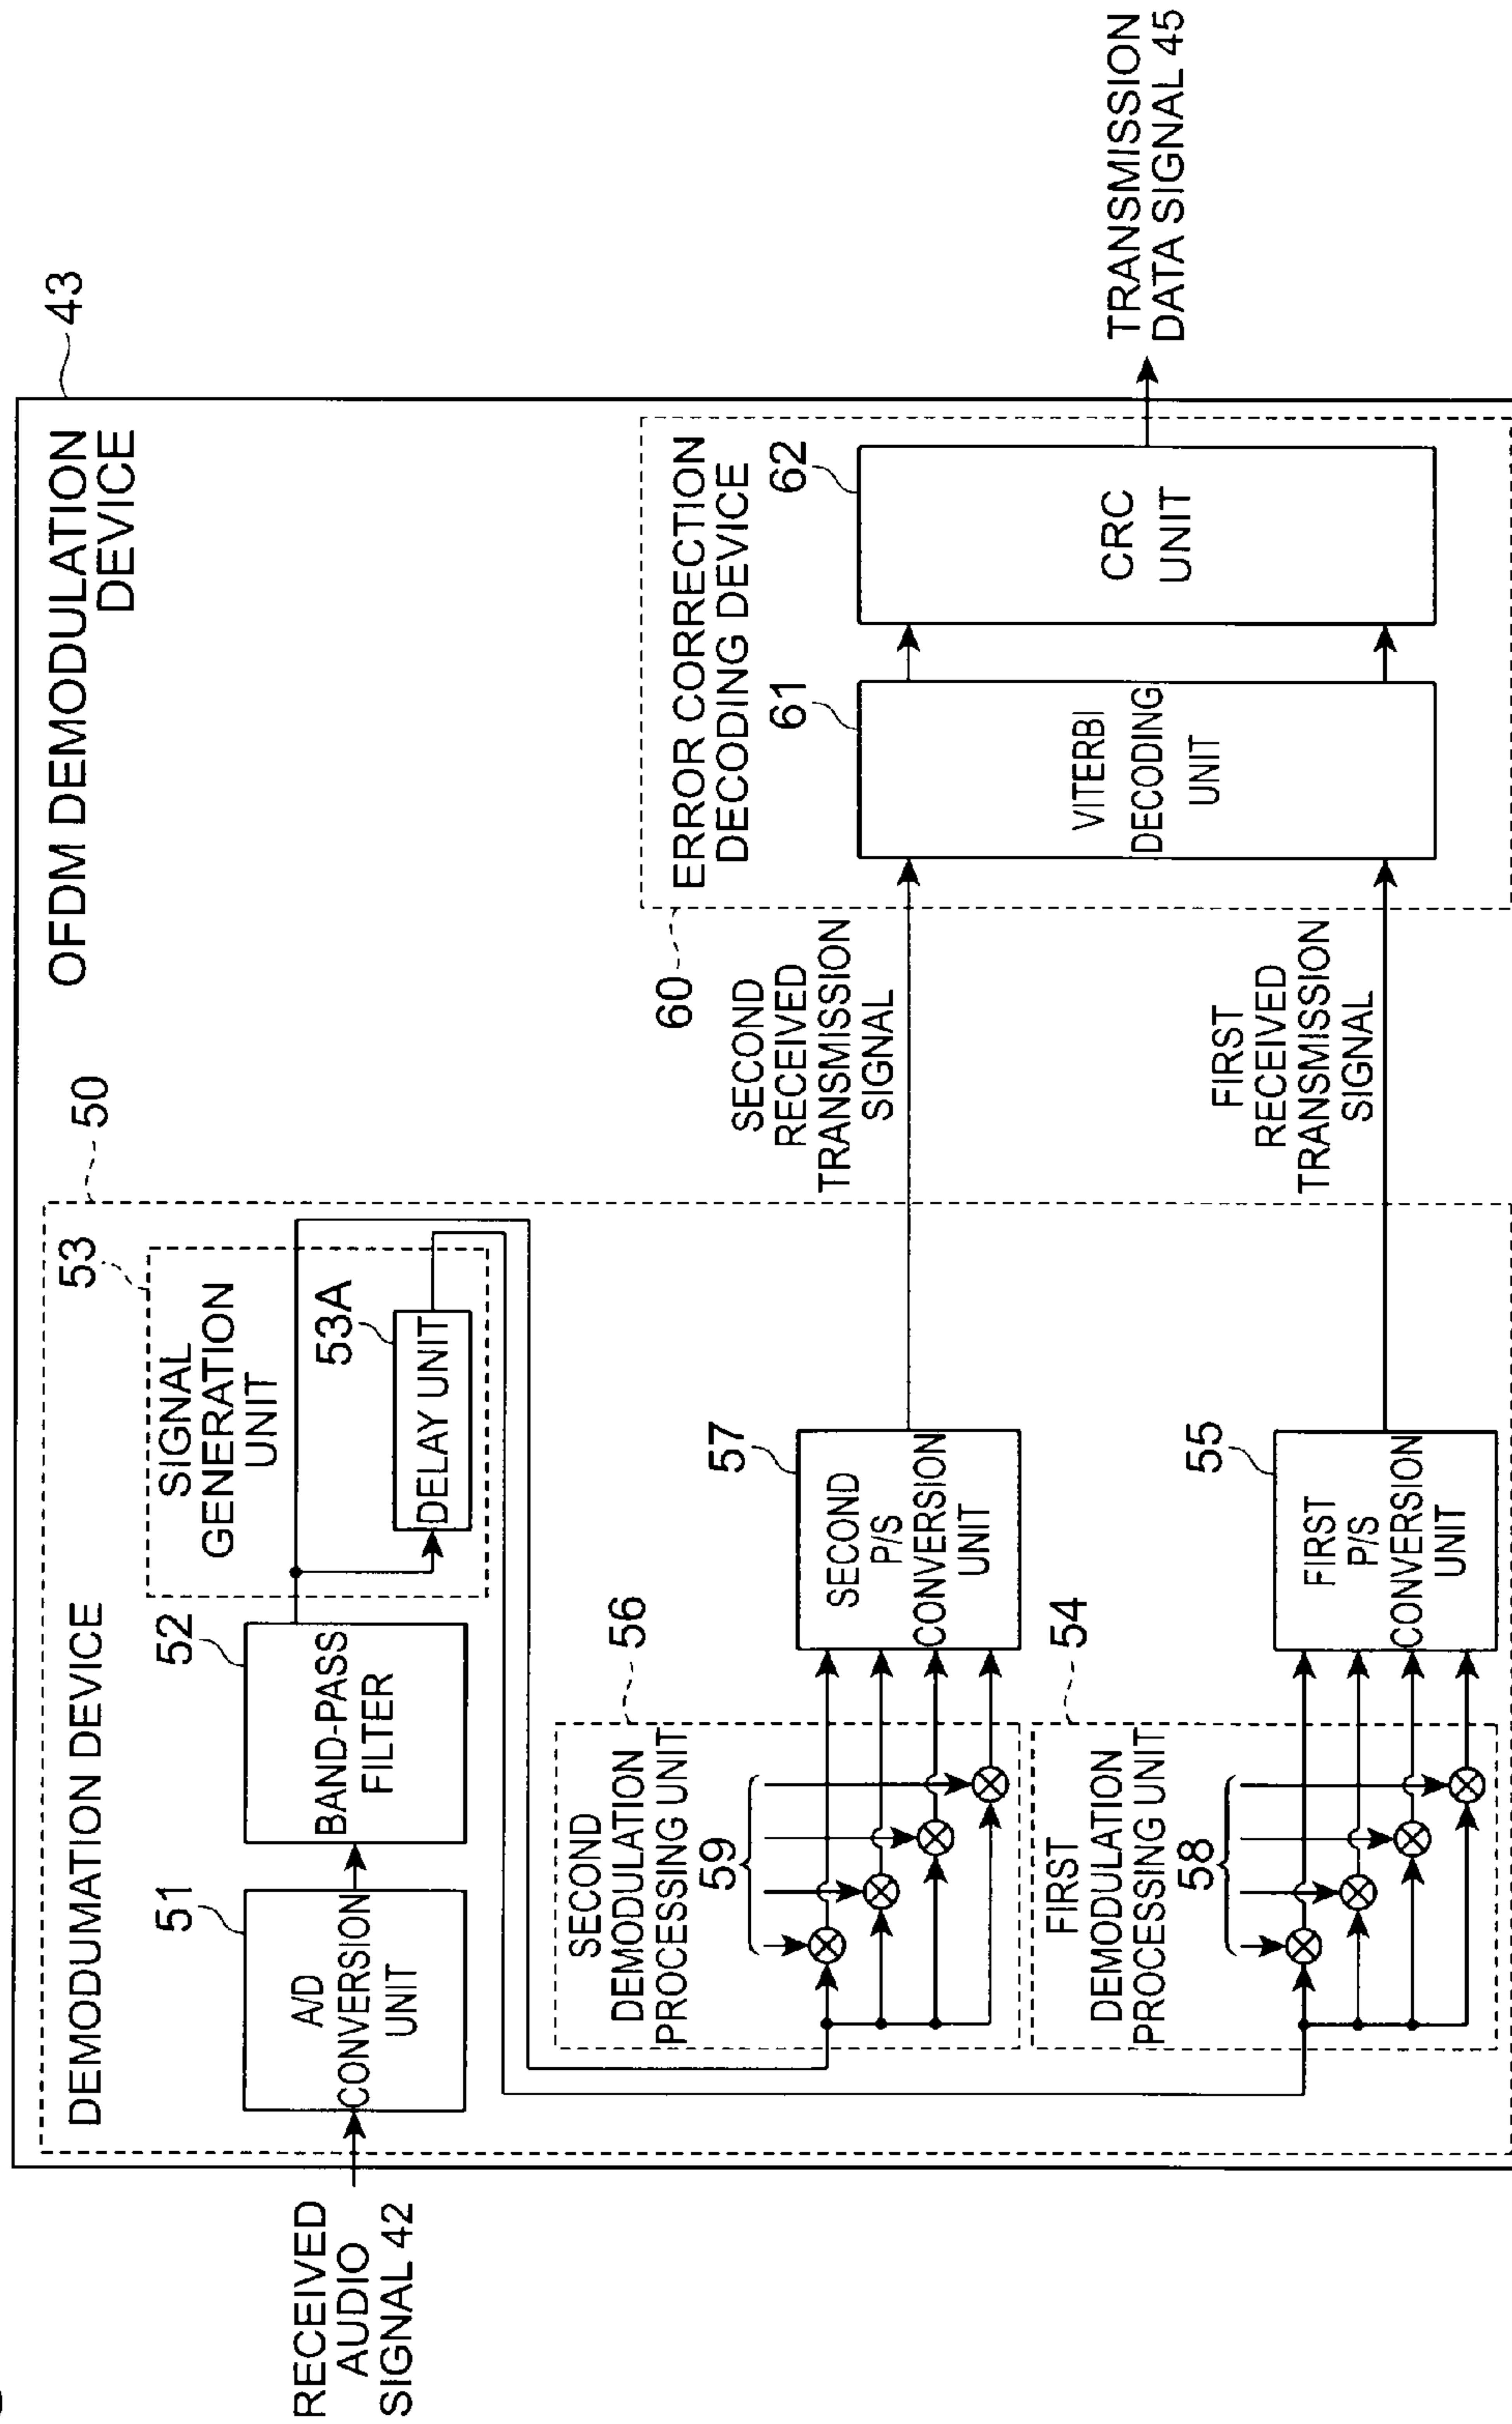 OFDM DEMODULATION
DEVICE
43
DEMODUMATION DEVICE
50
RECEIVED
AUDIO
SIGNAL 42
51
A/D
CONVERSION
UNIT
52
BAND-PASS
FILTER
53
SIGNAL
GENERATION
UNIT
53A
DELAY UNIT
SECOND
DEMODULATION
PROCESSING UNIT
56
59
57
SECOND
P/S
CONVERSION
UNIT
SECOND
RECEIVED
TRANSMISSION
SIGNAL
FIRST
DEMODULATION
PROCESSING UNIT
54
58
55
FIRST
P/S
CONVERSION
UNIT
FIRST
RECEIVED
TRANSMISSION
SIGNAL
60
ERROR CORRECTION
DECODING DEVICE
61
VITERBI
DECODING
UNIT
62
CRC
UNIT
TRANSMISSION
DATA SIGNAL 45